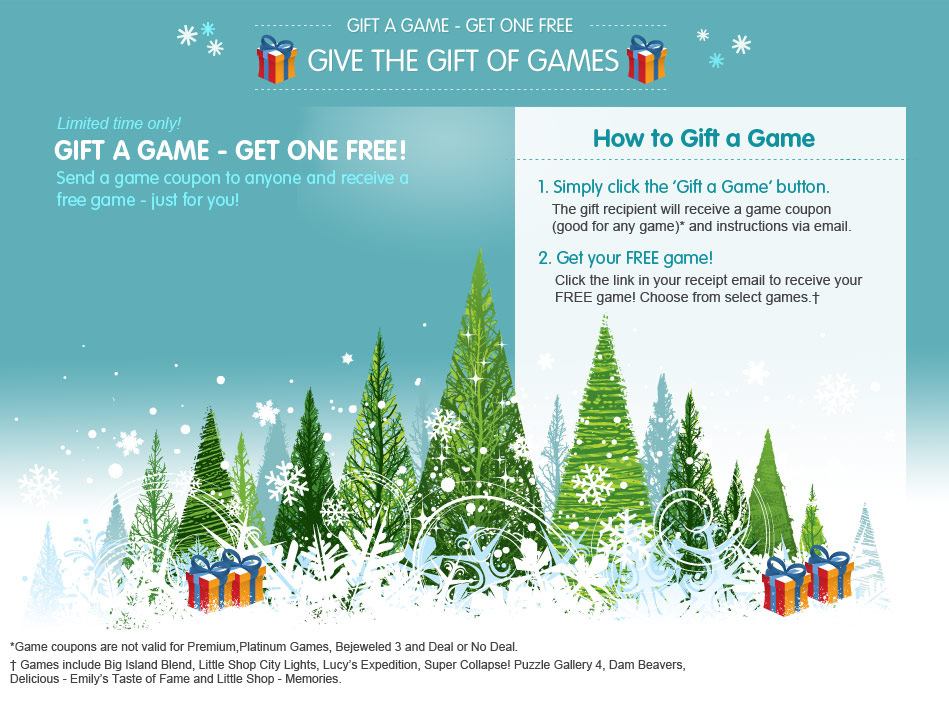 GIFT A GAME - GET ONE FREE
GIVE THE GIFT OF GAMES
Limited time only!
GIFT A GAME - GET ONE FREE!
Send a game coupon to anyone and receive a
free game - just for you!
How to Gift a Game
1. Simply click the ‘Gift a Game’ button.
The gift recipient will receive a game coupon
(good for any game)* and instructions via email.
2. Get your FREE game!
Click the link in your receipt email to receive your
FREE game! Choose from select games.†
*Game coupons are not valid for Premium,Platinum Games, Bejeweled 3 and Deal or No Deal.
† Games include Big Island Blend, Little Shop City Lights, Lucy’s Expedition, Super Collapse! Puzzle Gallery 4, Dam Beavers,
Delicious - Emily’s Taste of Fame and Little Shop - Memories.